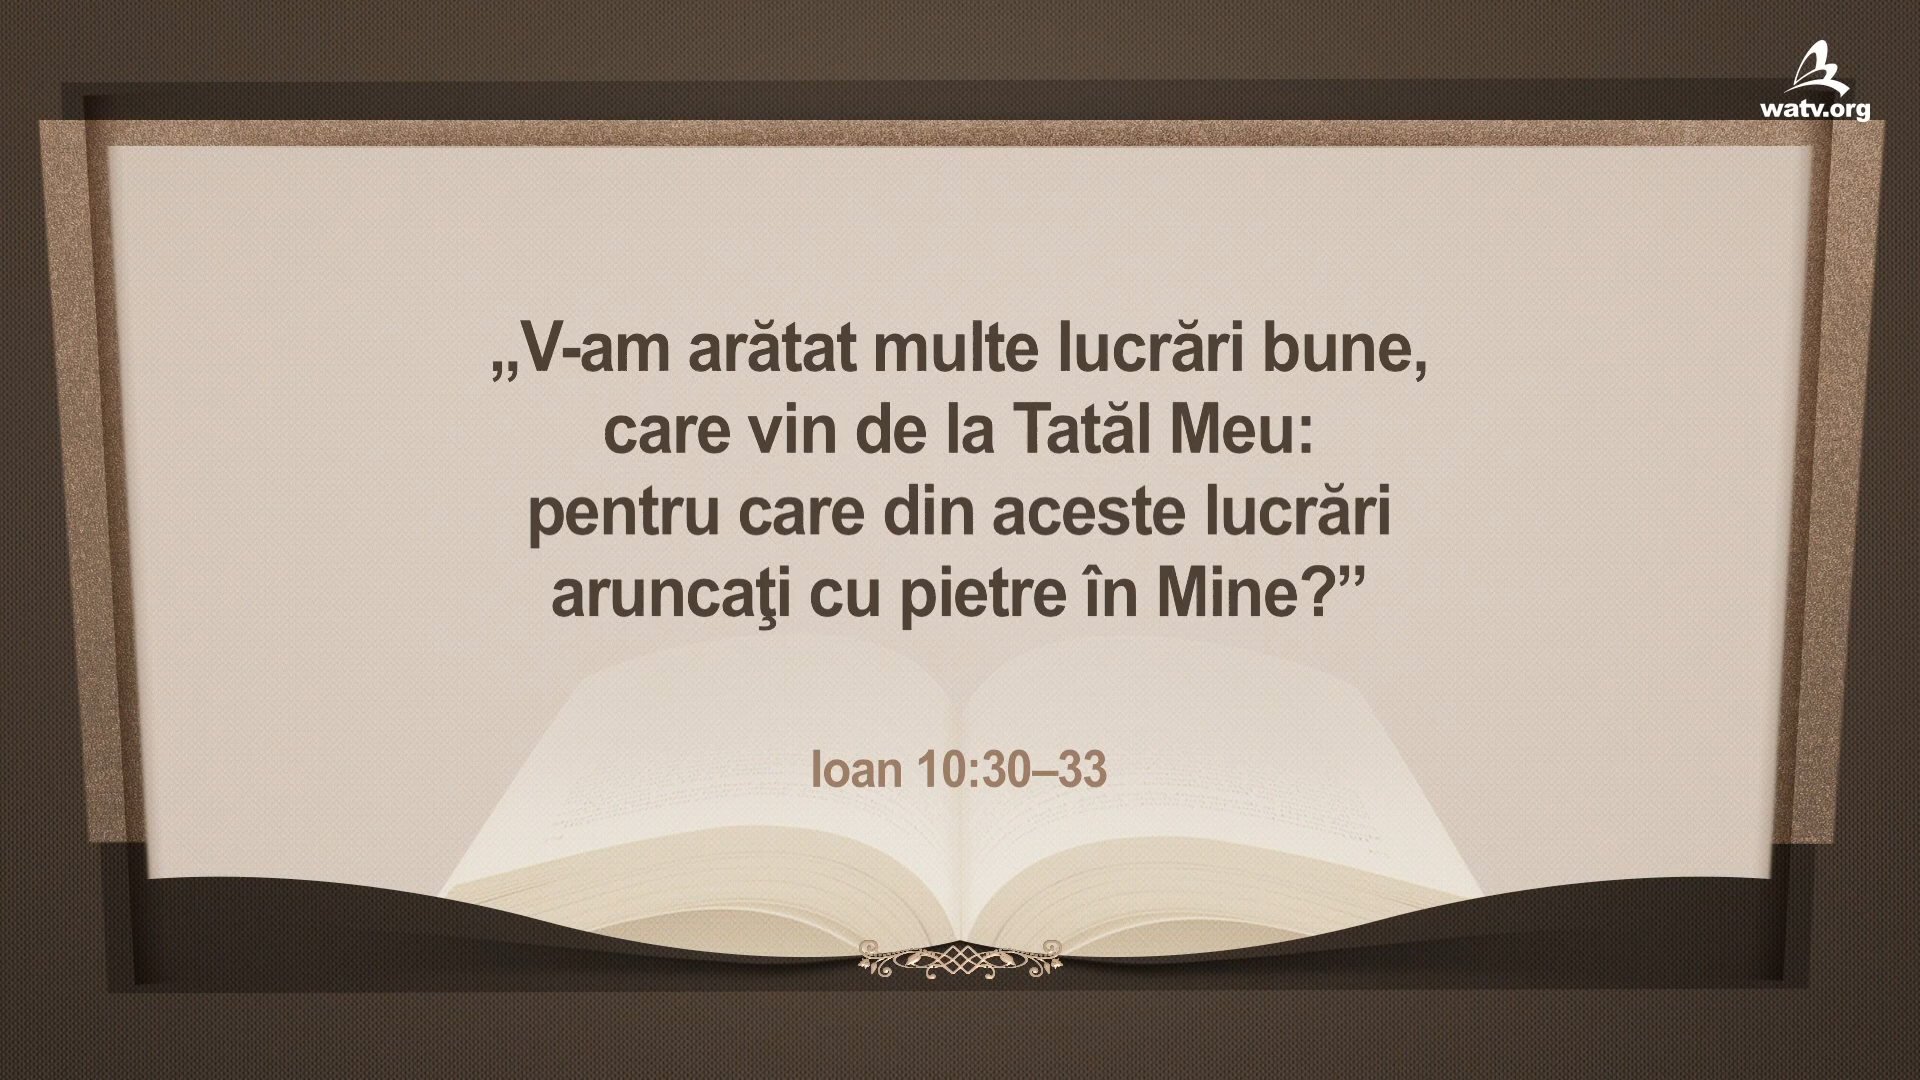 watv.org
„V-am arătat multe lucrări bune,
care vin de la Tatăl Meu:
pentru care din aceste lucrări
aruncaţi cu pietre în Mine?”
Ioan 10:30–33